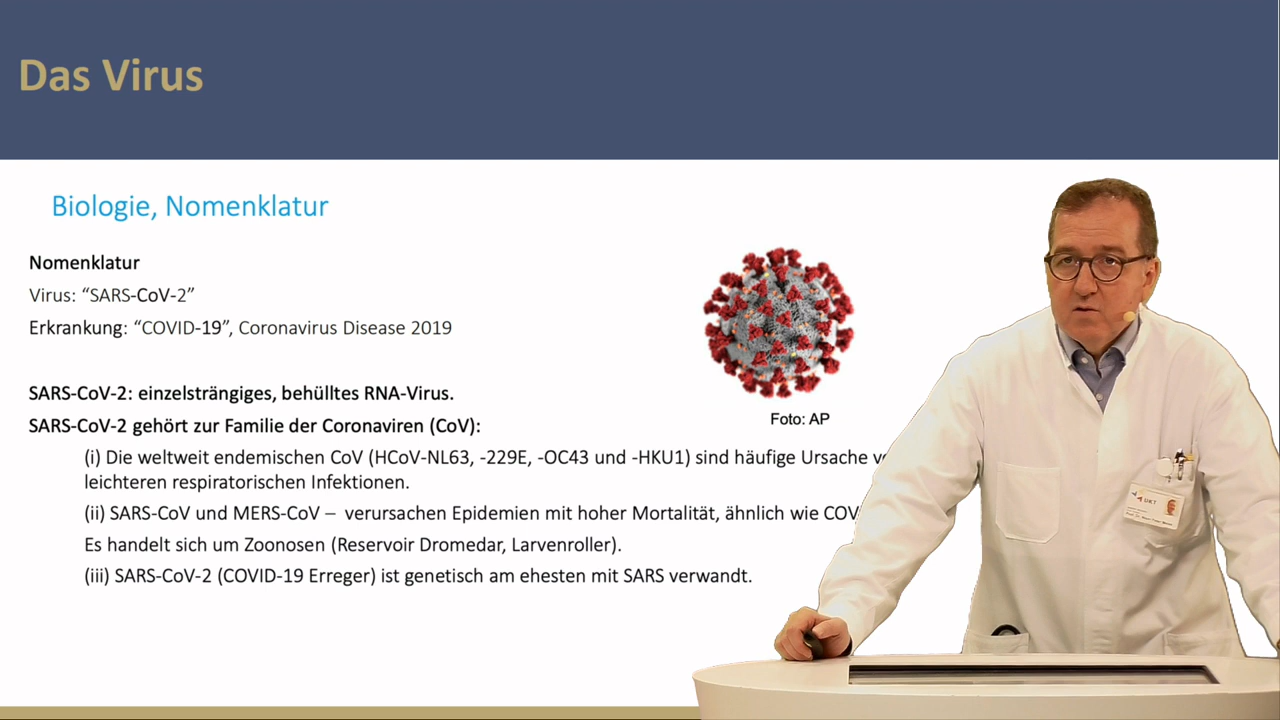 Das Virus
Biologie, Nomenklatur
Nomenklatur
Virus: “SARS-CoV-2”
Erkrankung: “COVID-19”, Coronavirus Disease 2019
SARS-CoV-2: einzelsträngiges, behülltes RNA-Virus.
Foto: AP
SARS-CoV-2 gehört zur Familie der Coronaviren (CoV):
(i) Die weltweit endemischen CoV (HCoV-NL63, -229E, -OC43 und -HKU1) sind häufige Ursache
leichteren respiratorischen Infektionen.
(ii) SARS-CoV und MERS-CoV – verursachen Epidemien mit hoher Mortalität, ähnlich wie COV
Es handelt sich um Zoonosen (Reservoir Dromedar, Larvenroller).
(iii) SARS-CoV-2 (COVID-19 Erreger) ist genetisch am ehesten mit SARS verwandt.
UKT